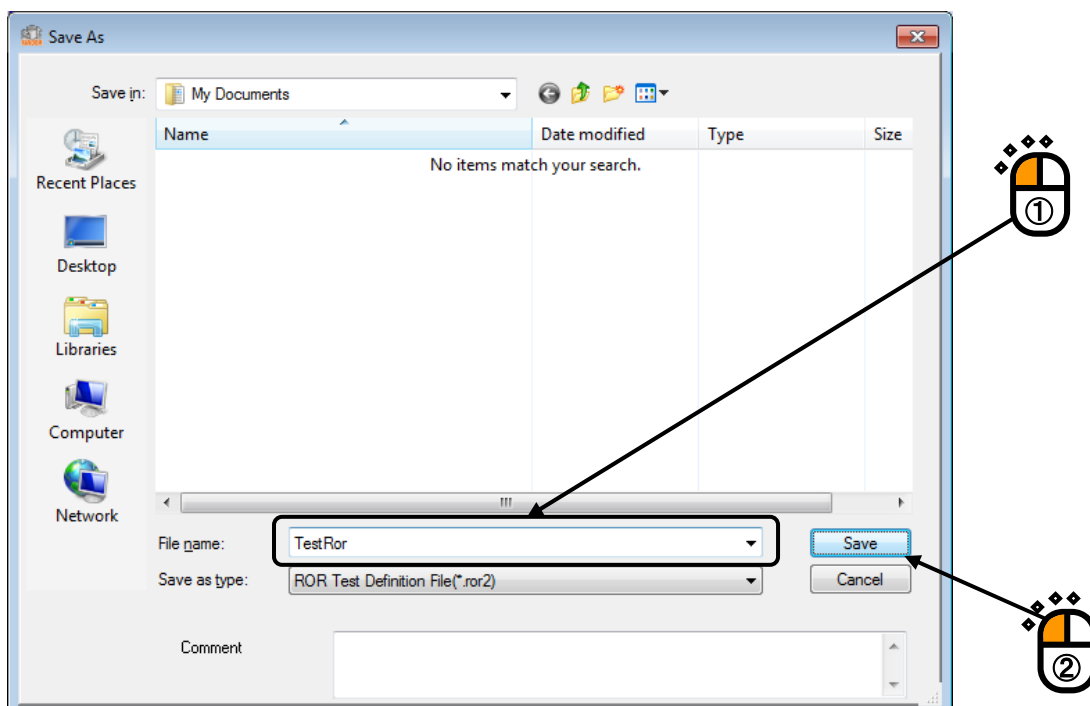 Save As
Save in: My Documents
Name Date modified Type Size
No items match your search.
Recent Places
Desktop
Libraries
Computer
Network
File name: TestRor Save
Save as type: ROR Test Definition File(*.ror2) Cancel
Comment
①
②